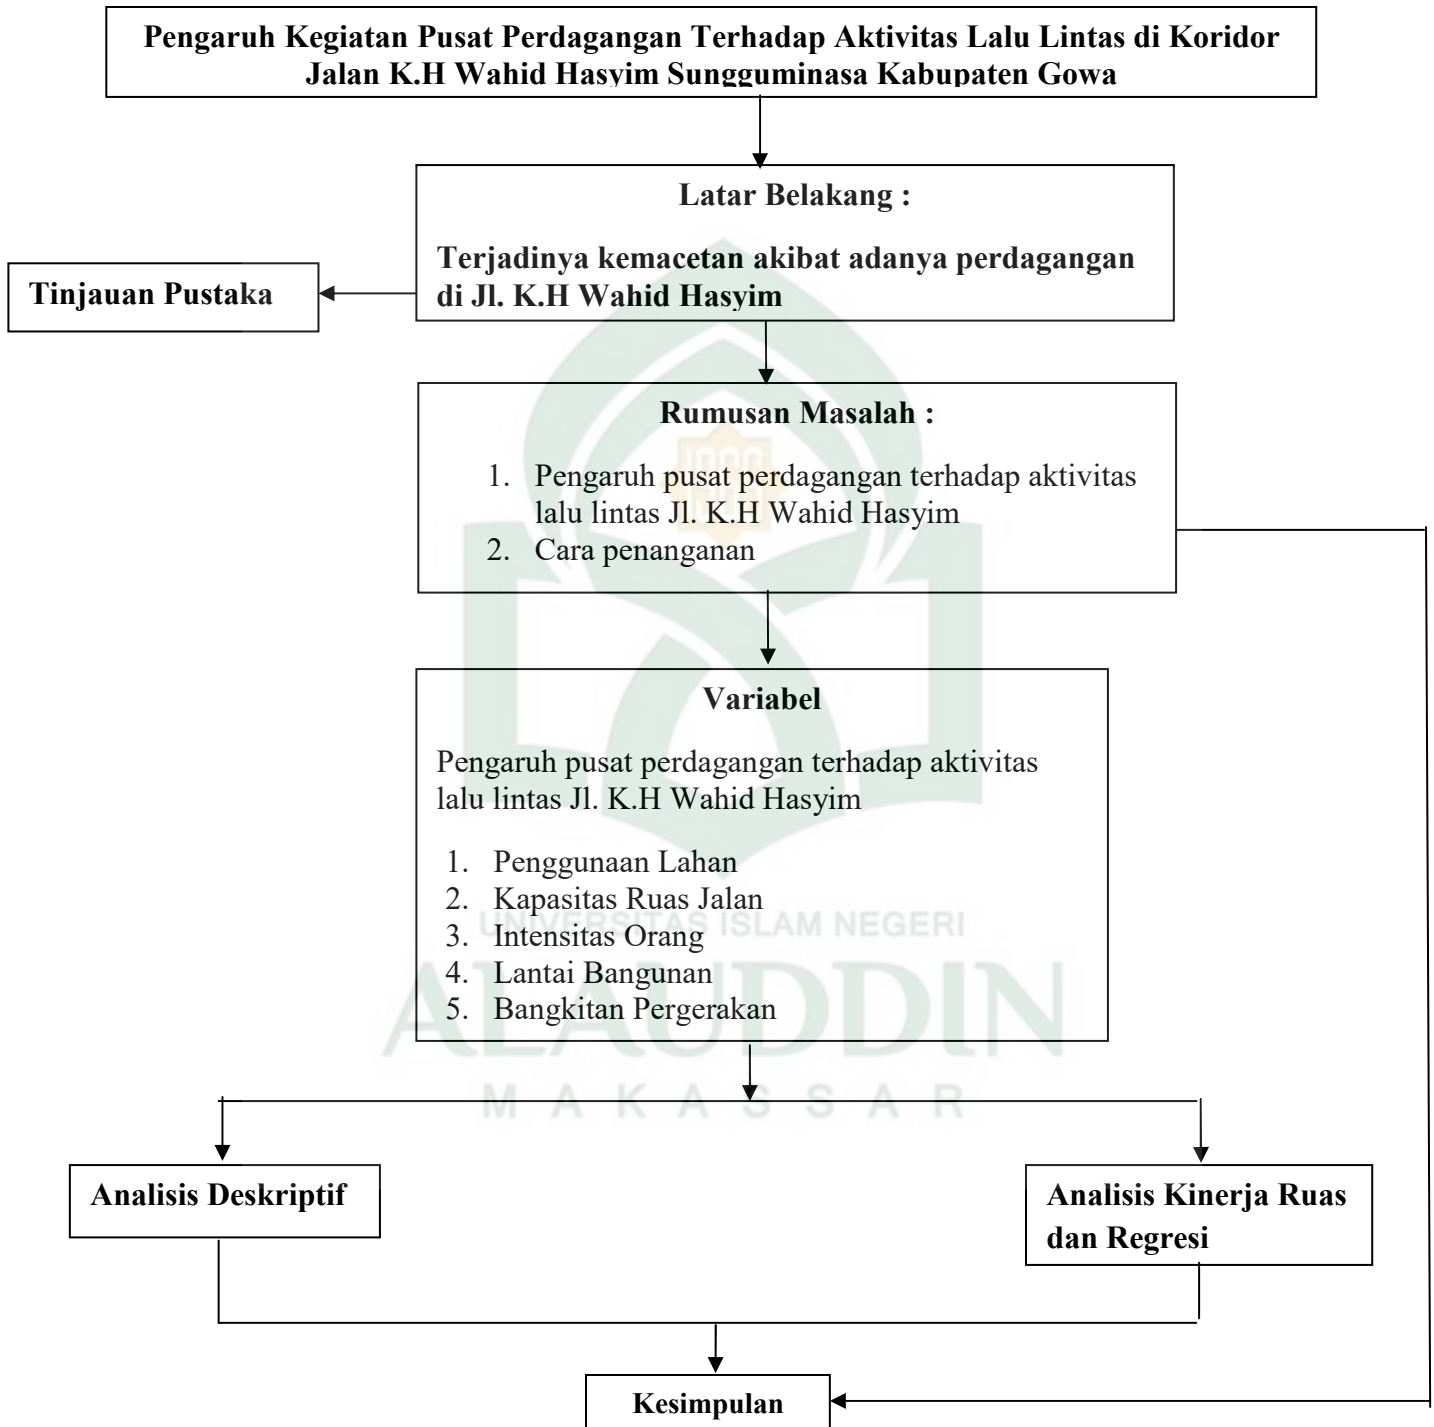 Pengaruh Kegiatan Pusat Perdagangan Terhadap Aktivitas Lalu Lintas di Koridor
Jalan K.H Wahid Hasyim Sungguminasa Kabupaten Gowa
Latar Belakang :
Terjadinya kemacetan akibat adanya perdagangan
di Jl. K.H Wahid Hasyim
Tinjauan Pustaka
Rumusan Masalah :
1. Pengaruh pusat perdagangan terhadap aktivitas
lalu lintas Jl. K.H Wahid Hasyim
2. Cara penanganan
Variabel
Pengaruh pusat perdagangan terhadap aktivitas
lalu lintas Jl. K.H Wahid Hasyim
1. Penggunaan Lahan
2. Kapasitas Ruas Jalan
UNIVERSITAS ISLAM NEGERI
3. Intensitas Orang
4. Lantai Bangunan
ALAUDDIN
5. Bangkitan Pergerakan
MAKASSAR
Analisis Deskriptif
Analisis Kinerja Ruas
dan Regresi
Kesimpulan